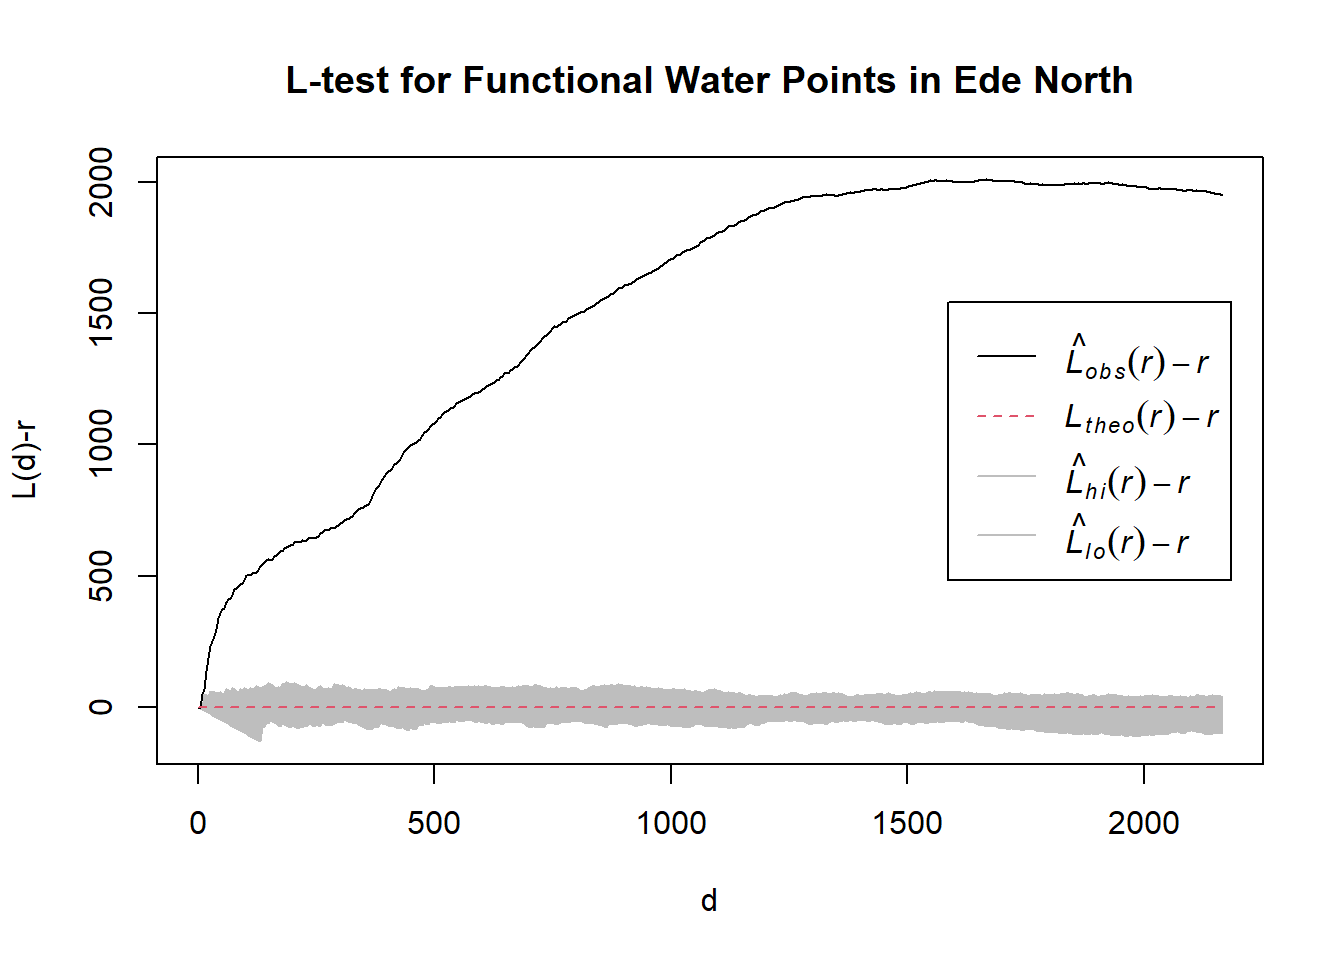 L-test for Functional Water Points in Ede North
L(d)-r
2000
1500
1000
500
0
L̂obs(r) − r
Ltheo(r) − r
L̂hi(r) − r
L̂lo(r) − r
0 500 1000 1500 2000
d